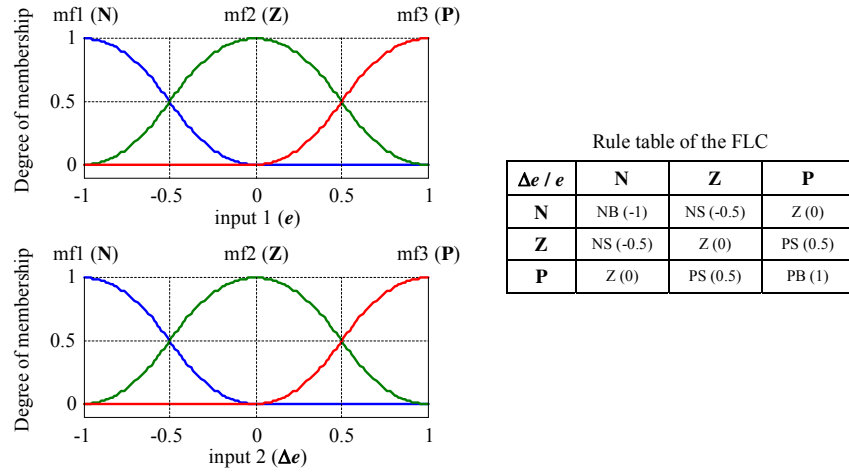 mf1 (N) mf2 (Z) mf3 (P)
Degree of membership
1
0.5
0
-1 -0.5 0 0.5 1
input 1 (e)
mf1 (N) mf2 (Z) mf3 (P)
Degree of membership
1
0.5
0
-1 -0.5 0 0.5 1
input 2 (Δe)
Rule table of the FLC
Δe / e N Z P
N NB (-1) NS (-0.5) Z (0)
Z NS (-0.5) Z (0) PS (0.5)
P Z (0) PS (0.5) PB (1)